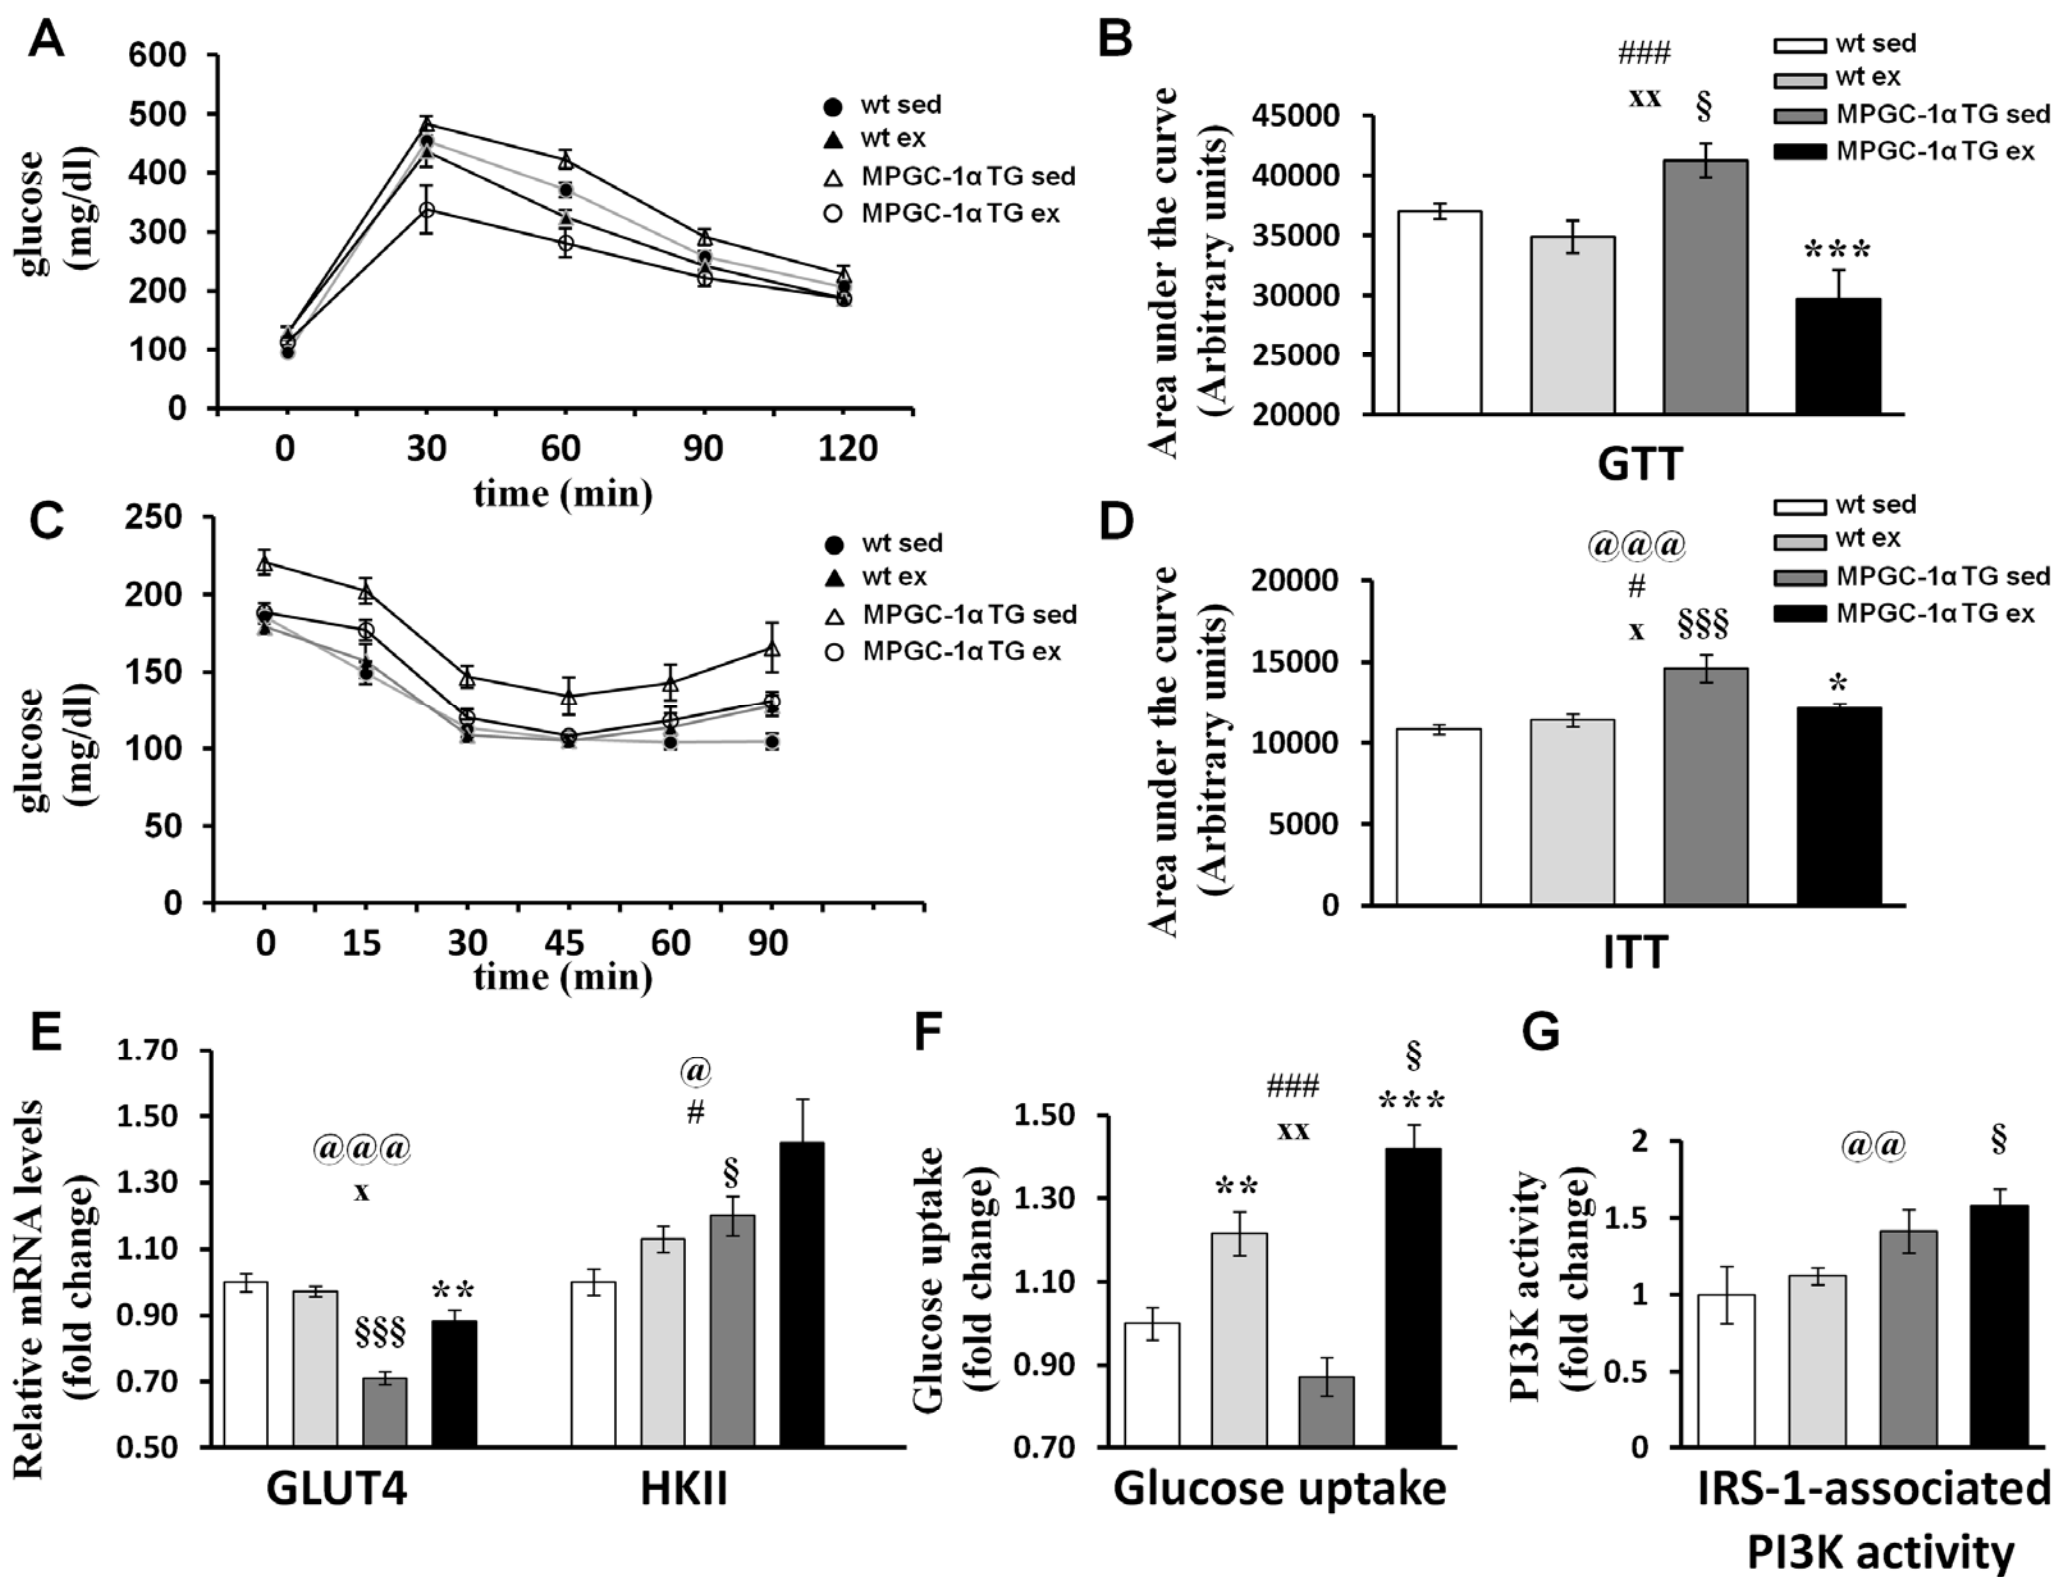 A
600
500
400
300
200
100
0
glucose
(mg/dl)
wt sed
wt ex
MPGC-1α TG sed
MPGC-1α TG ex
0 30 60 90 120
time (min)
B
###
xx
§
***
wt sed
wt ex
MPGC-1α TG sed
MPGC-1α TG ex
45000
40000
35000
30000
25000
20000
Area under the curve
(Arbitrary units)
GTT
C
250
200
150
100
50
0
glucose
(mg/dl)
wt sed
wt ex
MPGC-1α TG sed
MPGC-1α TG ex
0 15 30 45 60 90
time (min)
D
@@@
#
x
§§§
*
wt sed
wt ex
MPGC-1α TG sed
MPGC-1α TG ex
20000
15000
10000
5000
0
Area under the curve
(Arbitrary units)
ITT
E
1.70
1.50
1.30
1.10
0.90
0.70
0.50
Relative mRNA levels
(fold change)
@@@
x
§§§
**
@
#
§
GLUT4 HKII
F
1.50
1.30
1.10
0.90
0.70
Glucose uptake
(fold change)
**
###
xx
§
***
Glucose uptake
G
2
1.5
1
0.5
0
PI3K activity
(fold change)
@@
§
IRS-1-associated
PI3K activity